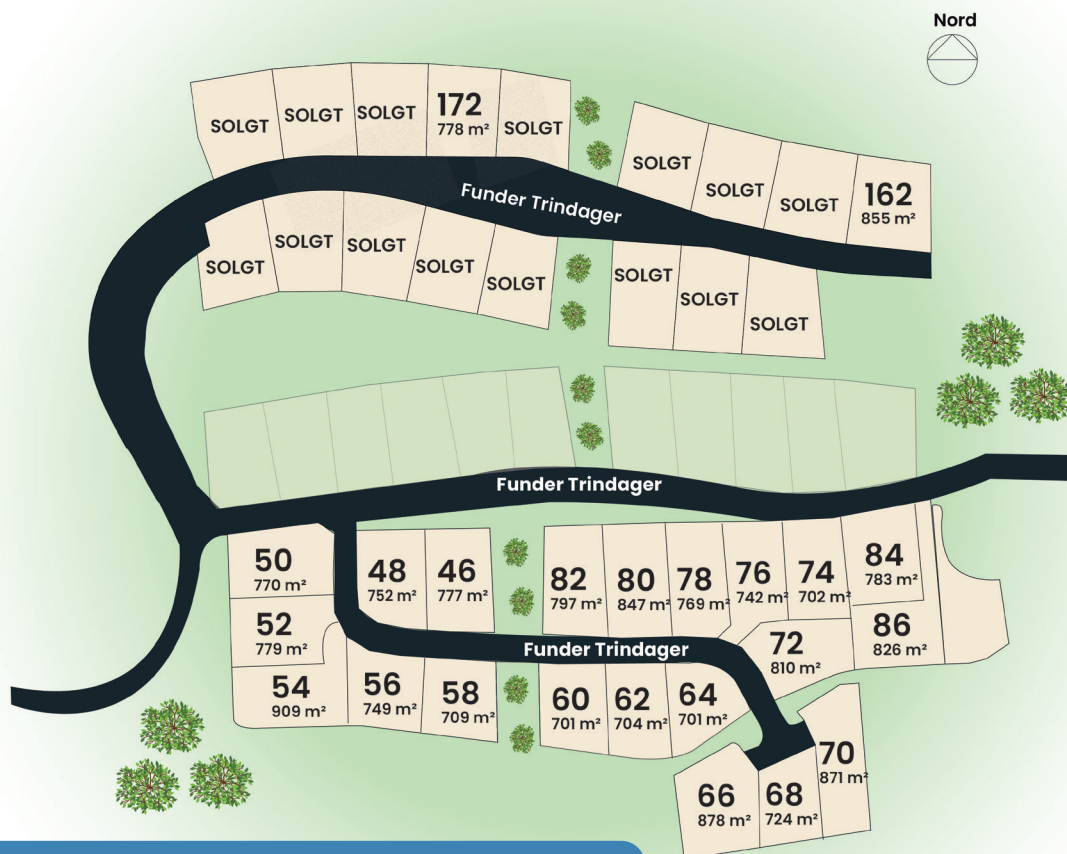 Nord
SOLGT
SOLGT
SOLGT
172
778 m²
SOLGT
SOLGT
SOLGT
SOLGT
162
855 m²
Funder Trindager
SOLGT
SOLGT
SOLGT
SOLGT
SOLGT
SOLGT
SOLGT
SOLGT
Funder Trindager
50
770 m²
48
752 m²
46
777 m²
82
797 m²
80
847 m²
78
769 m²
76
742 m²
74
702 m²
84
783 m²
52
779 m²
86
826 m²
72
810 m²
Funder Trindager
54
909 m²
56
749 m²
58
709 m²
60
701 m²
62
704 m²
64
701 m²
70
871 m²
66
878 m²
68
724 m²